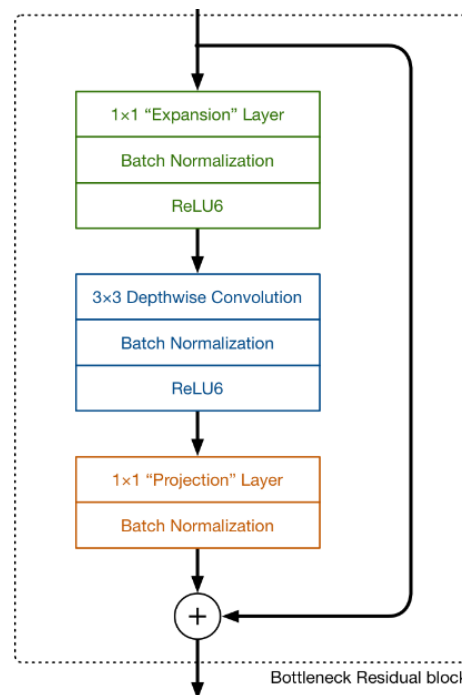 1×1 “Expansion” Layer
Batch Normalization
ReLU6
3×3 Depthwise Convolution
Batch Normalization
ReLU6
1×1 “Projection” Layer
Batch Normalization
+
Bottleneck Residual block